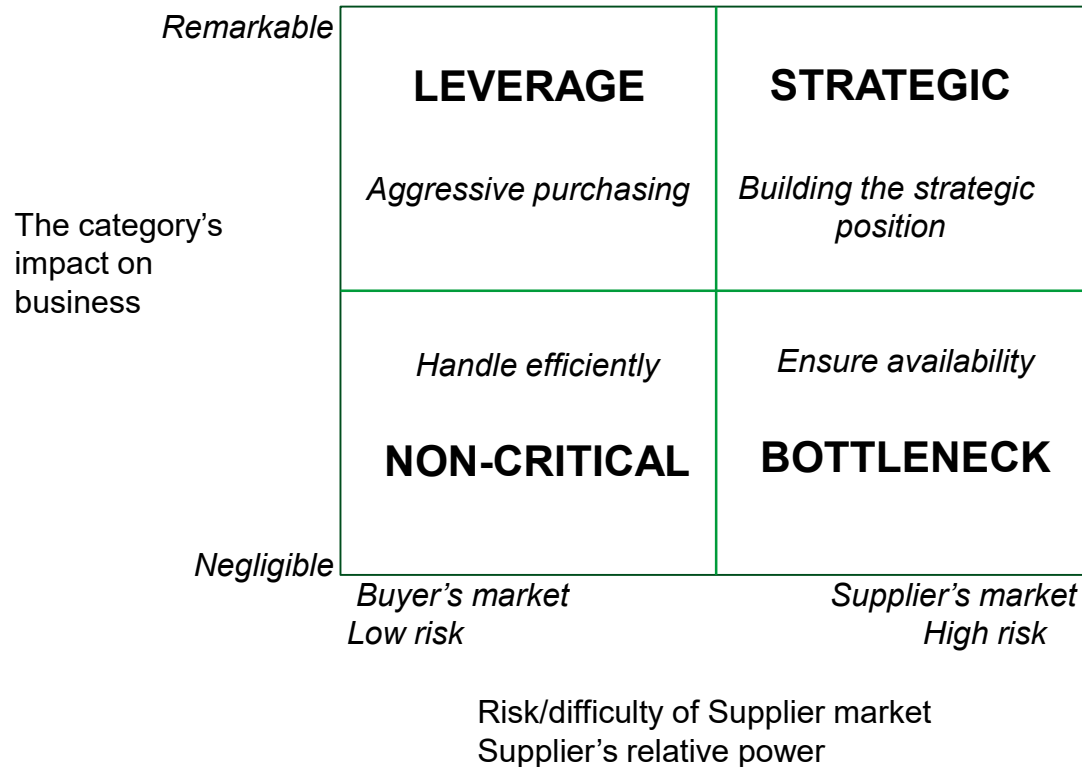 Remarkable
LEVERAGE
STRATEGIC
Aggressive purchasing
Building the strategic
position
The category’s
impact on
business
Handle efficiently
Ensure availability
NON-CRITICAL
BOTTLENECK
Negligible
Buyer’s market
Low risk
Supplier’s market
High risk
Risk/difficulty of Supplier market
Supplier’s relative power